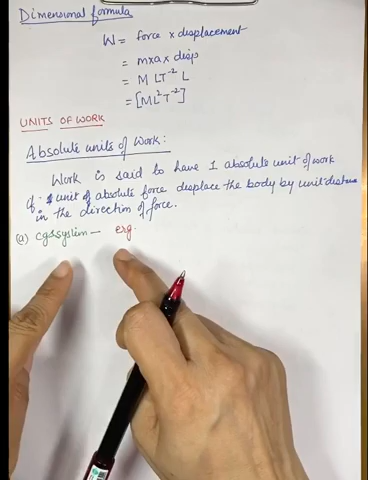 Dimensional formula
W = force x displacement
= mxa x disp
= M LT⁻² L
= [ML²T⁻²]
UNITS OF WORK
Absolute units of Work:
Work is said to have 1 absolute unit of work
if unit of absolute force displace the body by unit distance
in the direction of force.
(a) cgs system – erg.